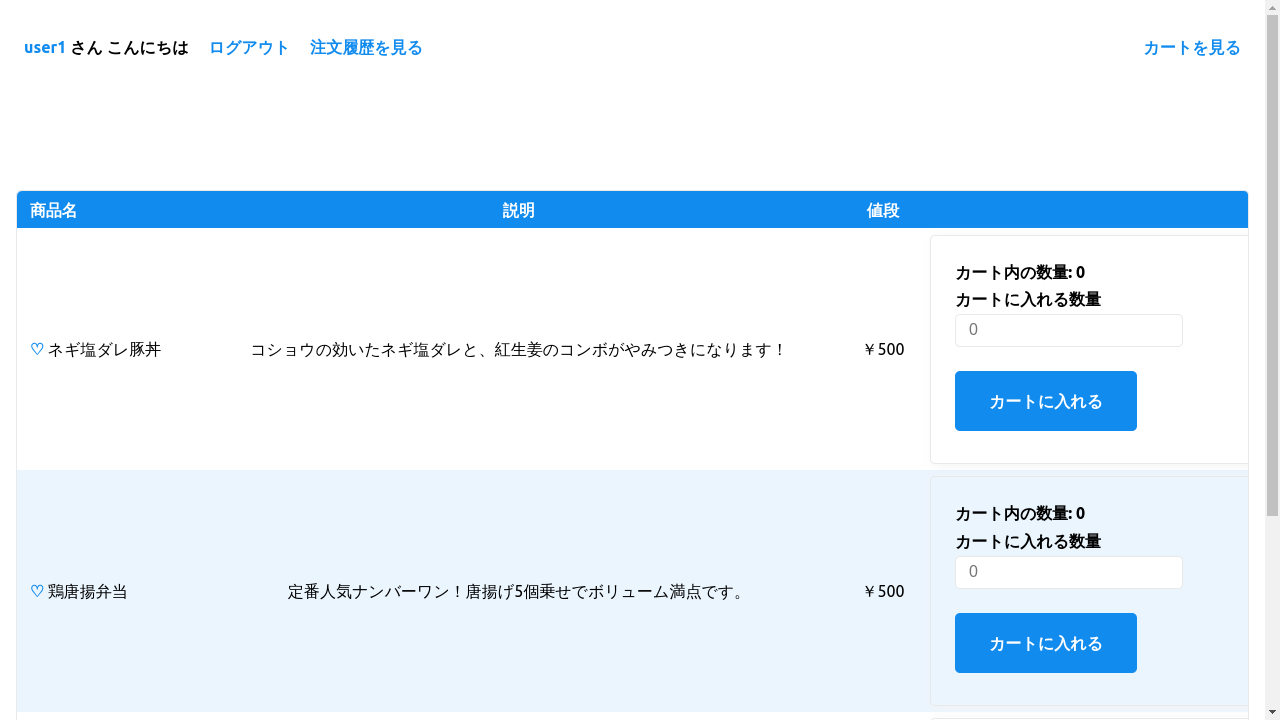 user1 さん こんにちは ログアウト 注文履歴を見る カートを見る
商品名 説明 値段
カート内の数量: 0
カートに入れる数量
0
♡ ネギ塩ダレ豚丼 コショウの効いたネギ塩ダレと、紅生姜のコンボがやみつきになります！ ￥500
カートに入れる
カート内の数量: 0
カートに入れる数量
0
♡ 鶏唐揚弁当 定番人気ナンバーワン！唐揚げ5個乗せでボリューム満点です。 ￥500
カートに入れる